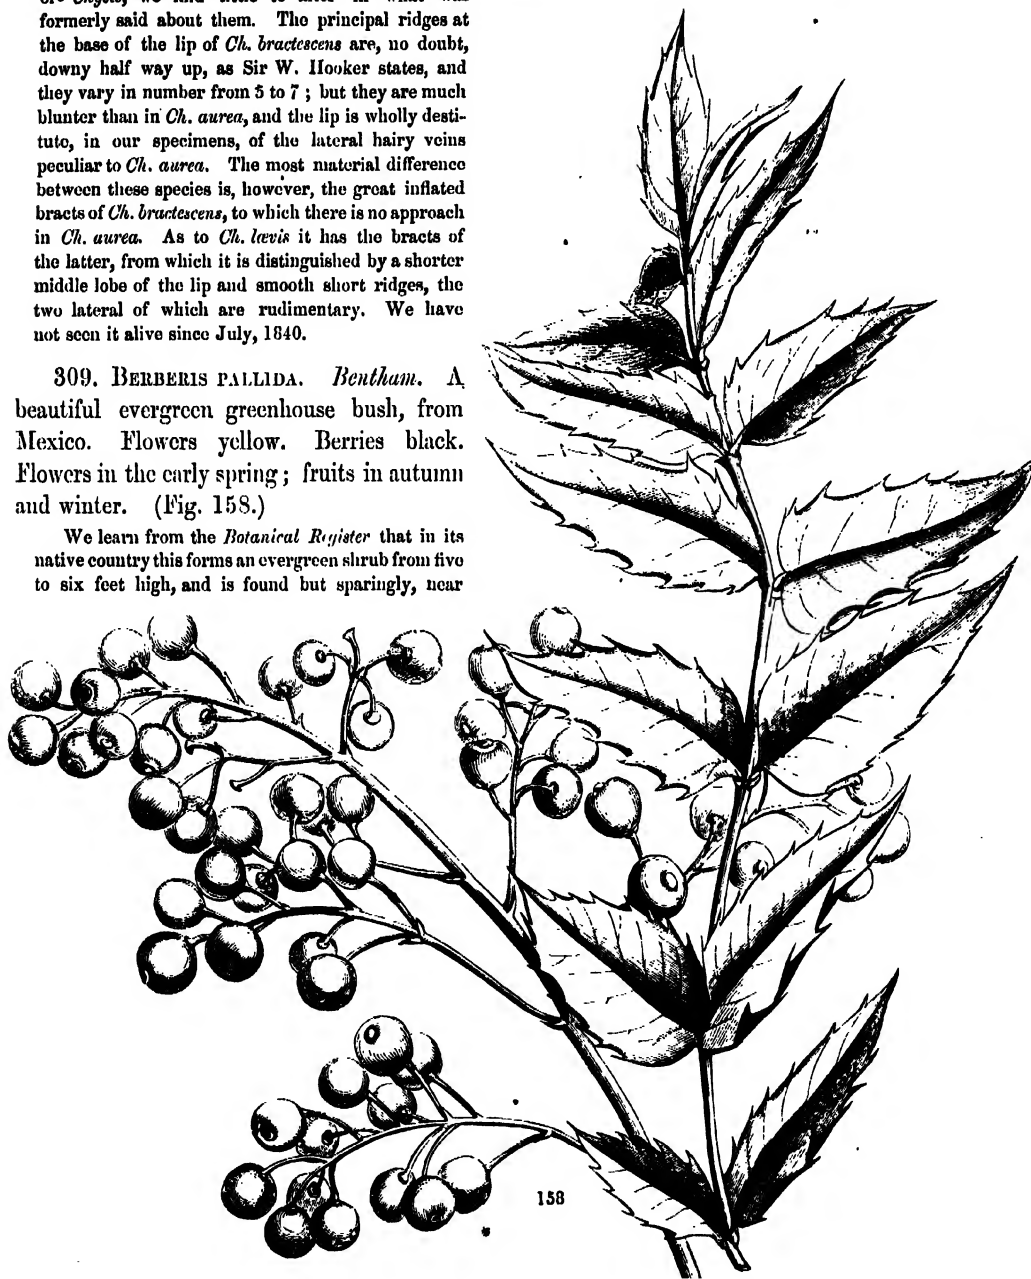 formerly said about them. The principal ridges at
the base of the lip of Ch. bractescens are, no doubt,
downy half way up, as Sir W. Hooker states, and
they vary in number from 5 to 7 ; but they are much
blunter than in Ch. aurea, and the lip is wholly desti-
tute, in our specimens, of the lateral hairy veins
peculiar to Ch. aurea. The most material difference
between these species is, however, the great inflated
bracts of Ch. bractescens, to which there is no approach
in Ch. aurea. As to Ch. lævis it has the bracts of
the latter, from which it is distinguished by a shorter
middle lobe of the lip and smooth short ridges, the
two lateral of which are rudimentary. We have
not seen it alive since July, 1840.
309. BERBERIS PALLIDA. Bentham. A
beautiful evergreen greenhouse bush, from
Mexico. Flowers yellow. Berries black.
Flowers in the early spring ; fruits in autumn
and winter. (Fig. 158.)
We learn from the Botanical Register that in its
native country this forms an evergreen shrub from five
to six feet high, and is found but sparingly, near
158